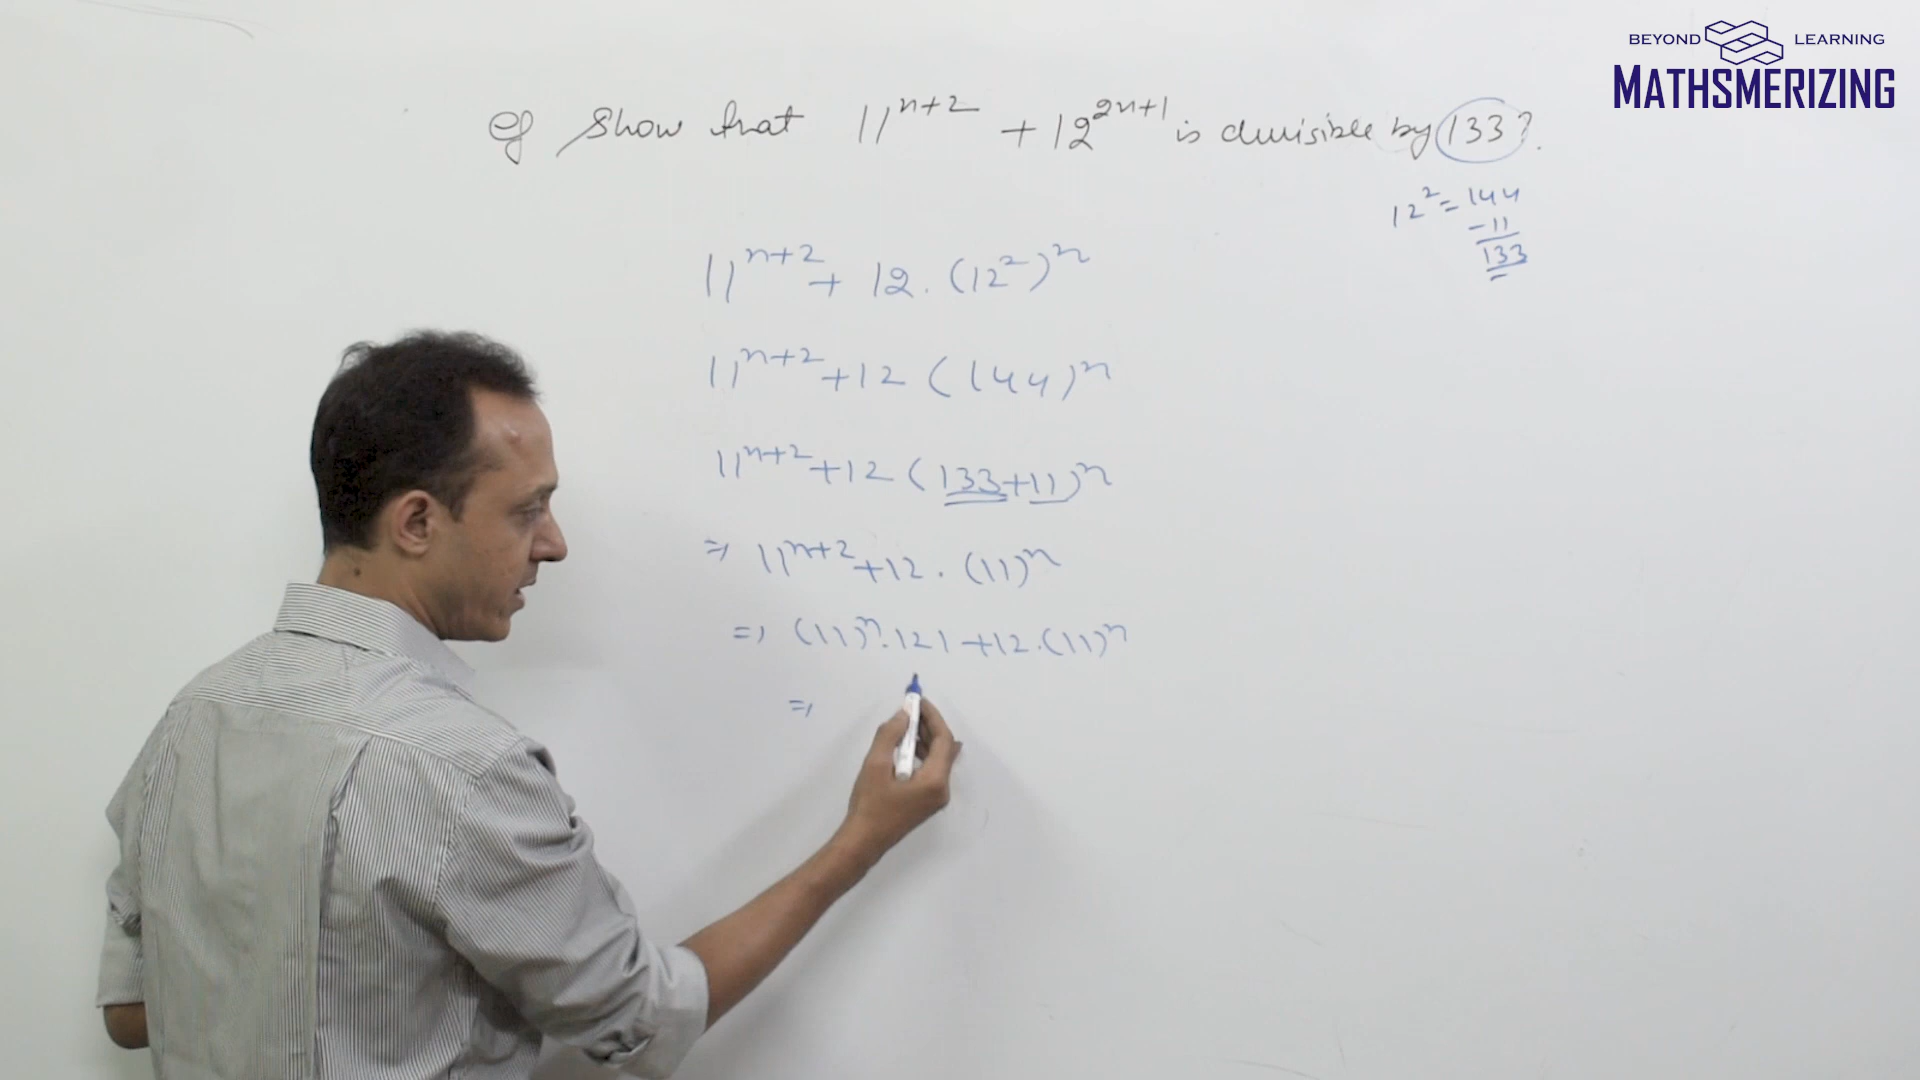 BEYOND LEARNING
MATHSMERIZING
Show that 11^{n+2} + 12^{2n+1} is divisible by 133?
12^2 = 144
-11
133
11^{n+2} + 12 . (12^2)^n
11^{n+2} + 12 (144)^n
11^{n+2} + 12 (133+11)^n
⇒ 11^{n+2} + 12 . (11)^n
⇒ (11)^n . 121 + 12 . (11)^n
⇒